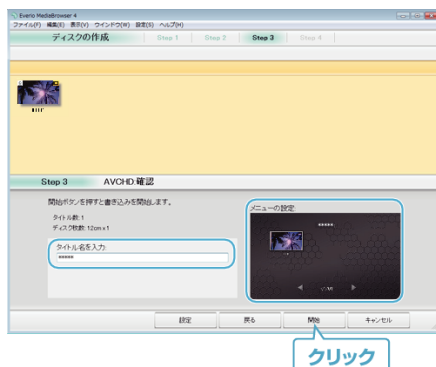 Everio MediaBrowser 4
ファイル(F) 編集(E) 表示(V) ウインドウ(W) 設定(S) ヘルプ(H)
ディスクの作成 Step 1 Step 2 Step 3 Step 4
Step 3 AVCHD:確認
開始ボタンを押すと書き込みを開始します。
タイトル数: 1
ディスク枚数: 12cm x 1
タイトル名を入力:
*****
メニューの設定:
*****
設定 戻る 開始 キャンセル
クリック